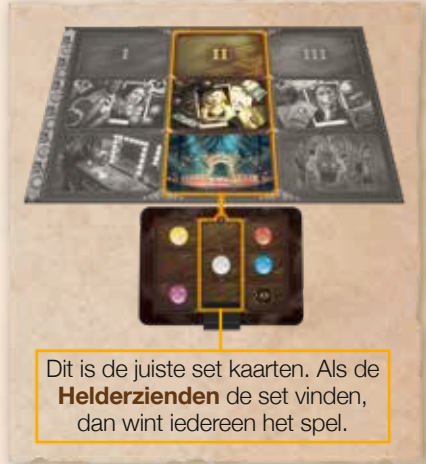 I II III
Dit is de juiste set kaarten. Als de
Helderzienden de set vinden,
dan wint iedereen het spel.